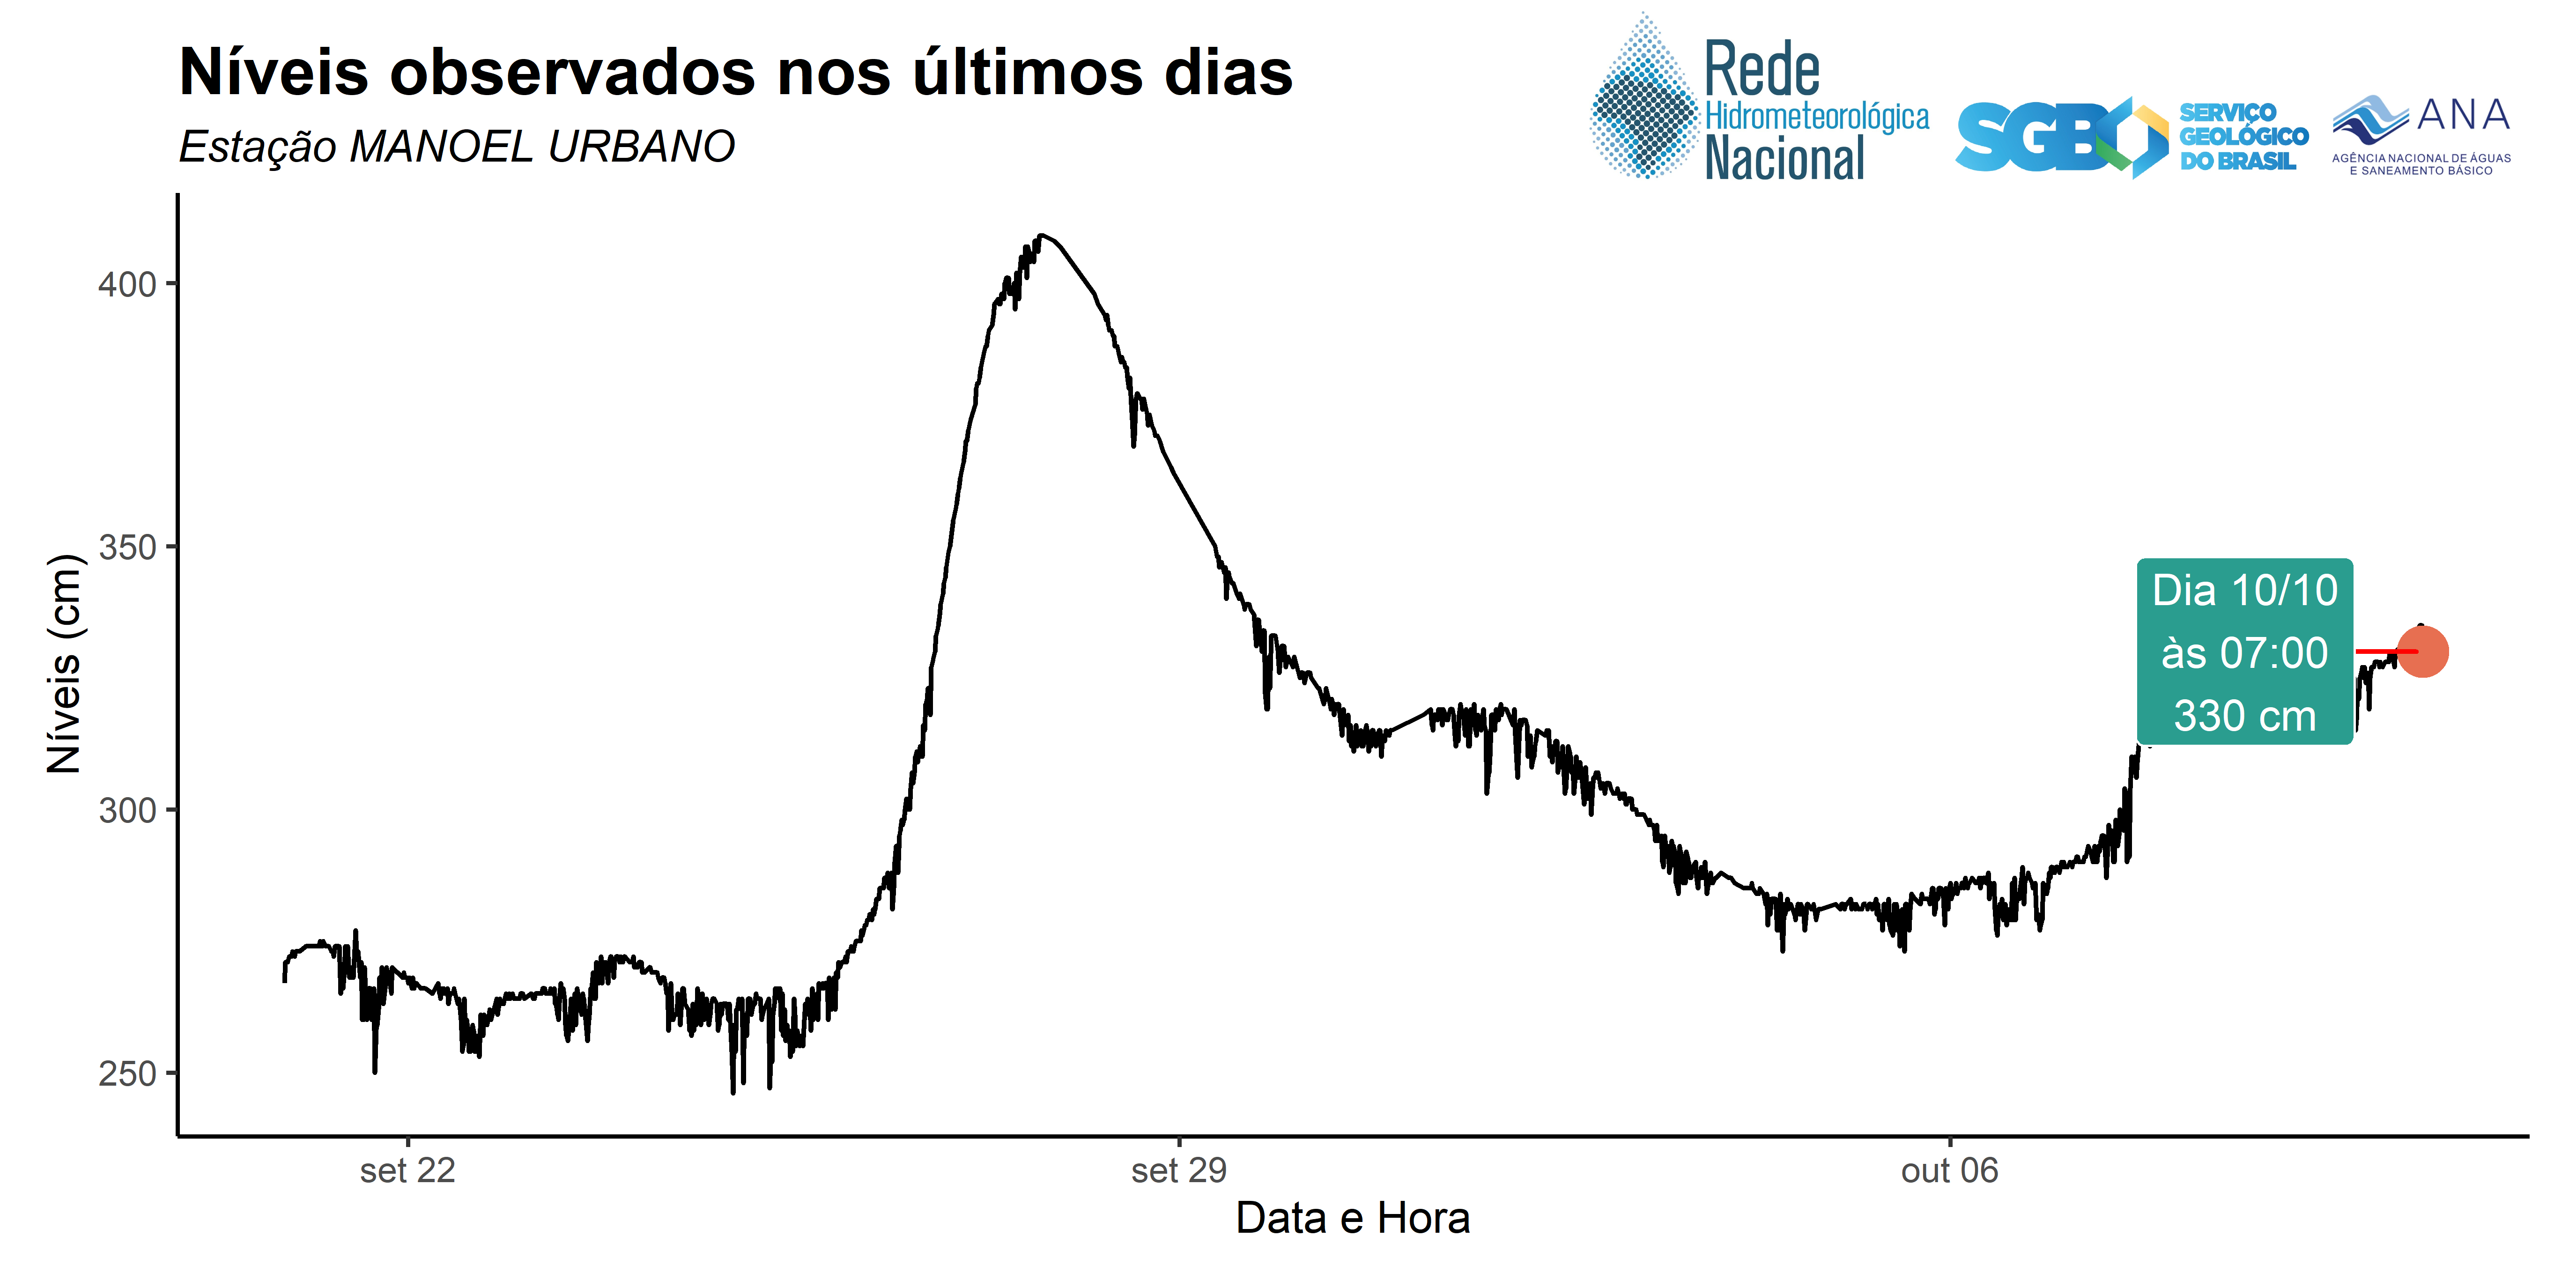 Níveis observados nos últimos dias
Estação MANOEL URBANO
Rede
Hidrometeorológica
Nacional
SGB
SERVIÇO
GEOLÓGICO
DO BRASIL
ANA
AGÊNCIA NACIONAL DE ÁGUAS
E SANEAMENTO BÁSICO
Níveis (cm)
400
350
300
250
Dia 10/10
às 07:00
330 cm
set 22
set 29
out 06
Data e Hora